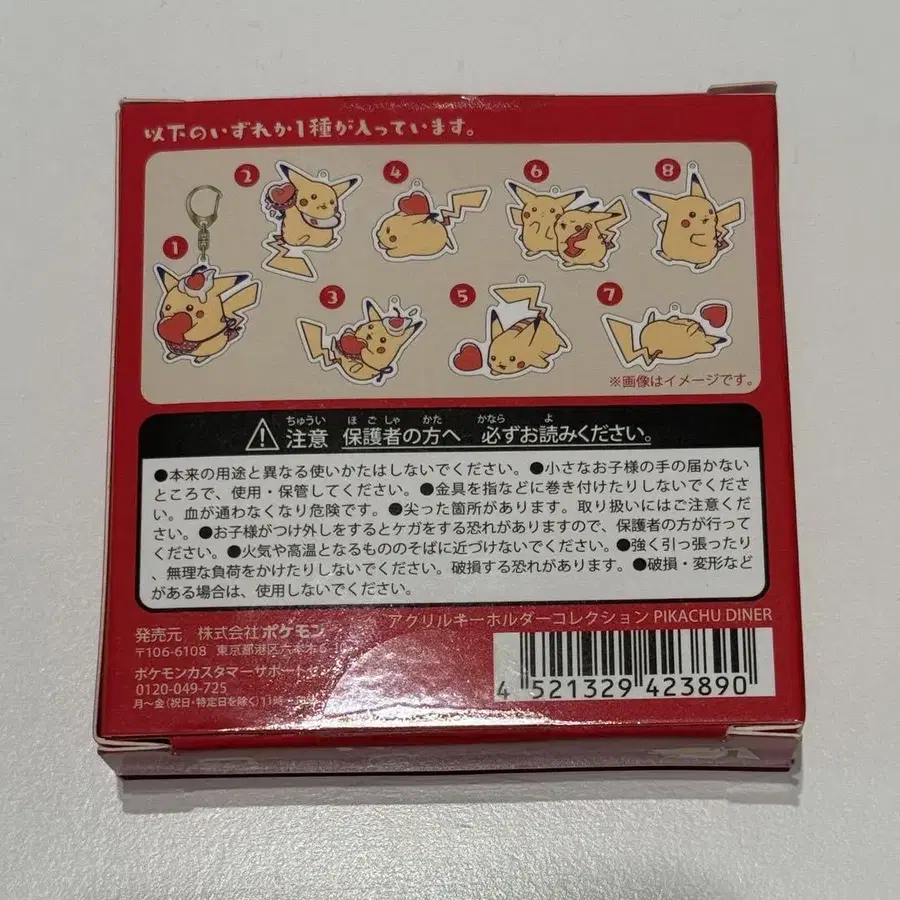 以下のいずれか1種が入っています。
1
2
3
4
5
6
7
8
※画像はイメージです。
ちゅうい ほごしゃ かた かなら よ
注意 保護者の方へ 必ずお読みください。
●本来の用途と異なる使いかたはしないでください。●小さなお子様の手の届かない
ところで、使用・保管してください。●金具を指などに巻き付けたりしないでくださ
い。血が通わなくなり危険です。●尖った箇所があります。取り扱いにはご注意くださ
い。●お子様がつけ外しをするとケガをする恐れがありますので、保護者の方が行って
ください。●火気や高温となるもののそばに近づけないでください。●強く引っ張ったり
、無理な負荷をかけたりしないでください。破損する恐れがあります。●破損・変形など
がある場合は、使用しないでください。
アクリルキーホルダーコレクション PIKACHU DINER
発売元 株式会社ポケモン
〒106-6108 東京都港区六本木6
ポケモンカスタマーサポート
0120-049-725
月～金(祝日・特定日を除く)11時
4 521329 423890